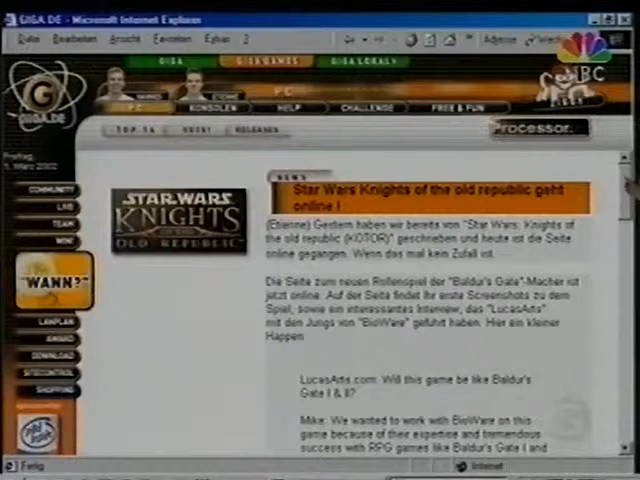 GIGA.DE - Microsoft Internet Explorer
Datei Bearbeiten Ansicht Favoriten Extras ?
Adresse
GIGA GIGA GAMES GIGA LOKAL
NBC
GIGA
G
GIGA.DE
PC
PC KONSOLEN HELP CHALLENGE FREE & FUN
TOP 14 RELEASES
Processor.
Freitag,
1. März 2002
NEWS
Star Wars Knights of the old republic geht
online !
STAR WARS
KNIGHTS
OF THE
OLD REPUBLIC
(Etienne) Gestern haben wir bereits von "Star Wars: Knights of
the old republic (KOTOR)" geschrieben und heute ist die Seite
online gegangen. Wenn das mal kein Zufall ist.
Die Seite zum neuen Rollenspiel der "Baldur's Gate"-Macher ist
jetzt online. Auf der Seite findet Ihr erste Screenshots zu dem
Spiel, sowie ein interessantes Interview, das "LucasArts"
mit den Jungs von "BioWare" geführt haben. Hier ein kleiner
Happen
LucasArts.com: Will this game be like Baldur's
Gate I & II?
Mike: We wanted to work with BioWare on this
game because of their expertise and tremendous
success with RPG games like Baldur's Gate I and
COMMUNITY
LIVE
TEAM
WIN!
"WANN?"
LANPLAN
AWARD
DOWNLOAD
SHOPPING
intel inside
Fertig
Internet